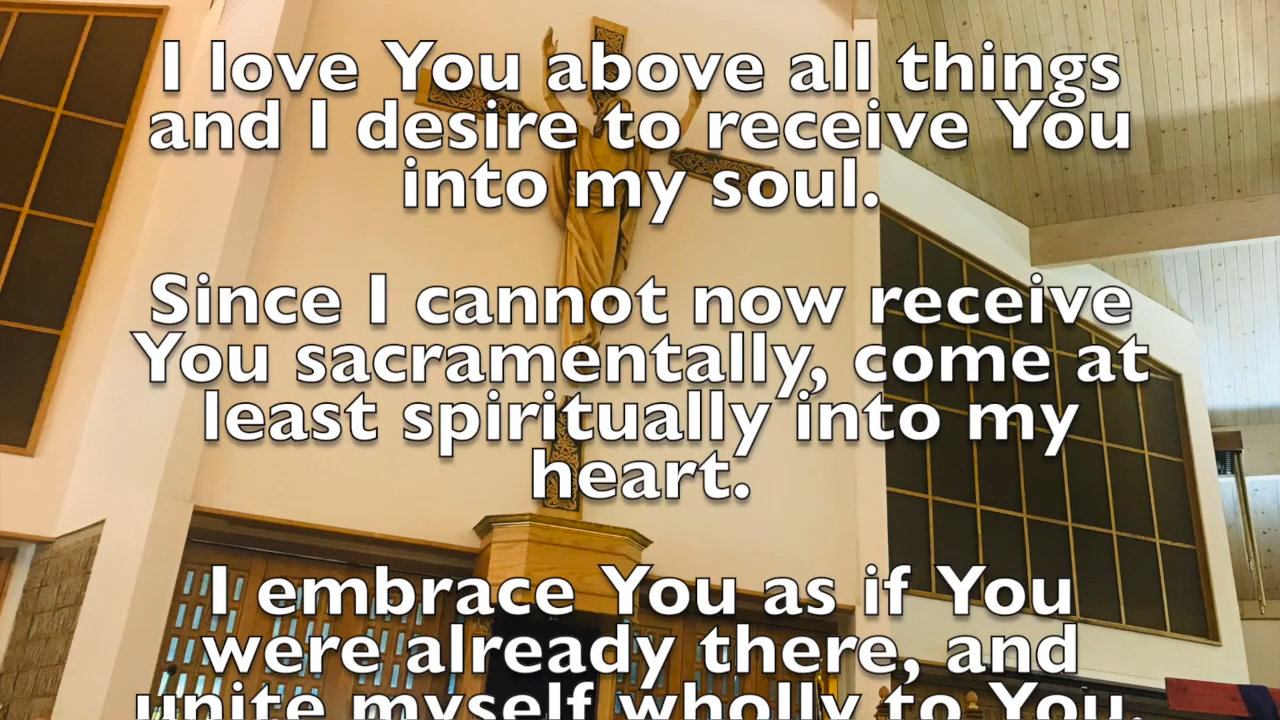 I love You above all things
and I desire to receive You
into my soul.
Since I cannot now receive
You sacramentally, come at
least spiritually into my
heart.
I embrace You as if You
were already there, and
unite myself wholly to You.